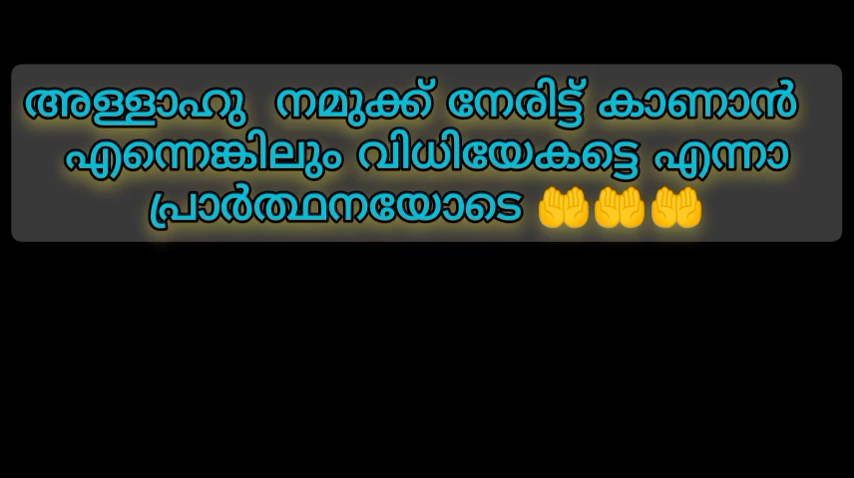 അള്ളാഹു നമുക്ക് നേരിട്ട് കാണാൻ
എന്നെങ്കിലും വിധിയേകട്ടെ എന്നാ
പ്രാർത്ഥനയോടെ 🤲🤲🤲